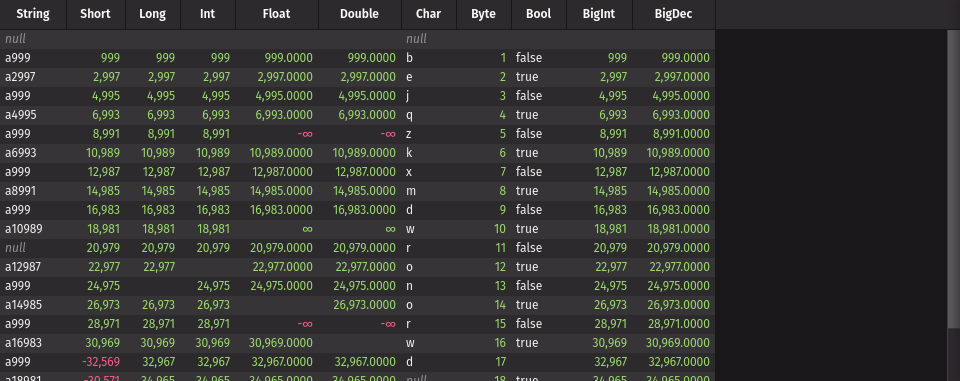 String Short Long Int Float Double Char Byte Bool BigInt BigDec
null null
a999 999 999 999 999.0000 999.0000 b 1 false 999 999.0000
a2997 2,997 2,997 2,997 2,997.0000 2,997.0000 e 2 true 2,997 2,997.0000
a999 4,995 4,995 4,995 4,995.0000 4,995.0000 j 3 false 4,995 4,995.0000
a4995 6,993 6,993 6,993 6,993.0000 6,993.0000 q 4 true 6,993 6,993.0000
a999 8,991 8,991 8,991 -∞ -∞ z 5 false 8,991 8,991.0000
a6993 10,989 10,989 10,989 10,989.0000 10,989.0000 k 6 true 10,989 10,989.0000
a999 12,987 12,987 12,987 12,987.0000 12,987.0000 x 7 false 12,987 12,987.0000
a8991 14,985 14,985 14,985 14,985.0000 14,985.0000 m 8 true 14,985 14,985.0000
a999 16,983 16,983 16,983 16,983.0000 16,983.0000 d 9 false 16,983 16,983.0000
a10989 18,981 18,981 18,981 ∞ ∞ w 10 true 18,981 18,981.0000
null 20,979 20,979 20,979 20,979.0000 20,979.0000 r 11 false 20,979 20,979.0000
a12987 22,977 22,977 22,977.0000 22,977.0000 o 12 true 22,977 22,977.0000
a999 24,975 24,975 24,975.0000 24,975.0000 n 13 false 24,975 24,975.0000
a14985 26,973 26,973 26,973 26,973.0000 o 14 true 26,973 26,973.0000
a999 28,971 28,971 28,971 -∞ -∞ r 15 false 28,971 28,971.0000
a16983 30,969 30,969 30,969 30,969.0000 w 16 true 30,969 30,969.0000
a999 -32,569 32,967 32,967 32,967.0000 32,967.0000 d 17 32,967 32,967.0000
a18981 -30,571 34,965 34,965 34,965.0000 34,965.0000 null 18 true 34,965 34,965.0000